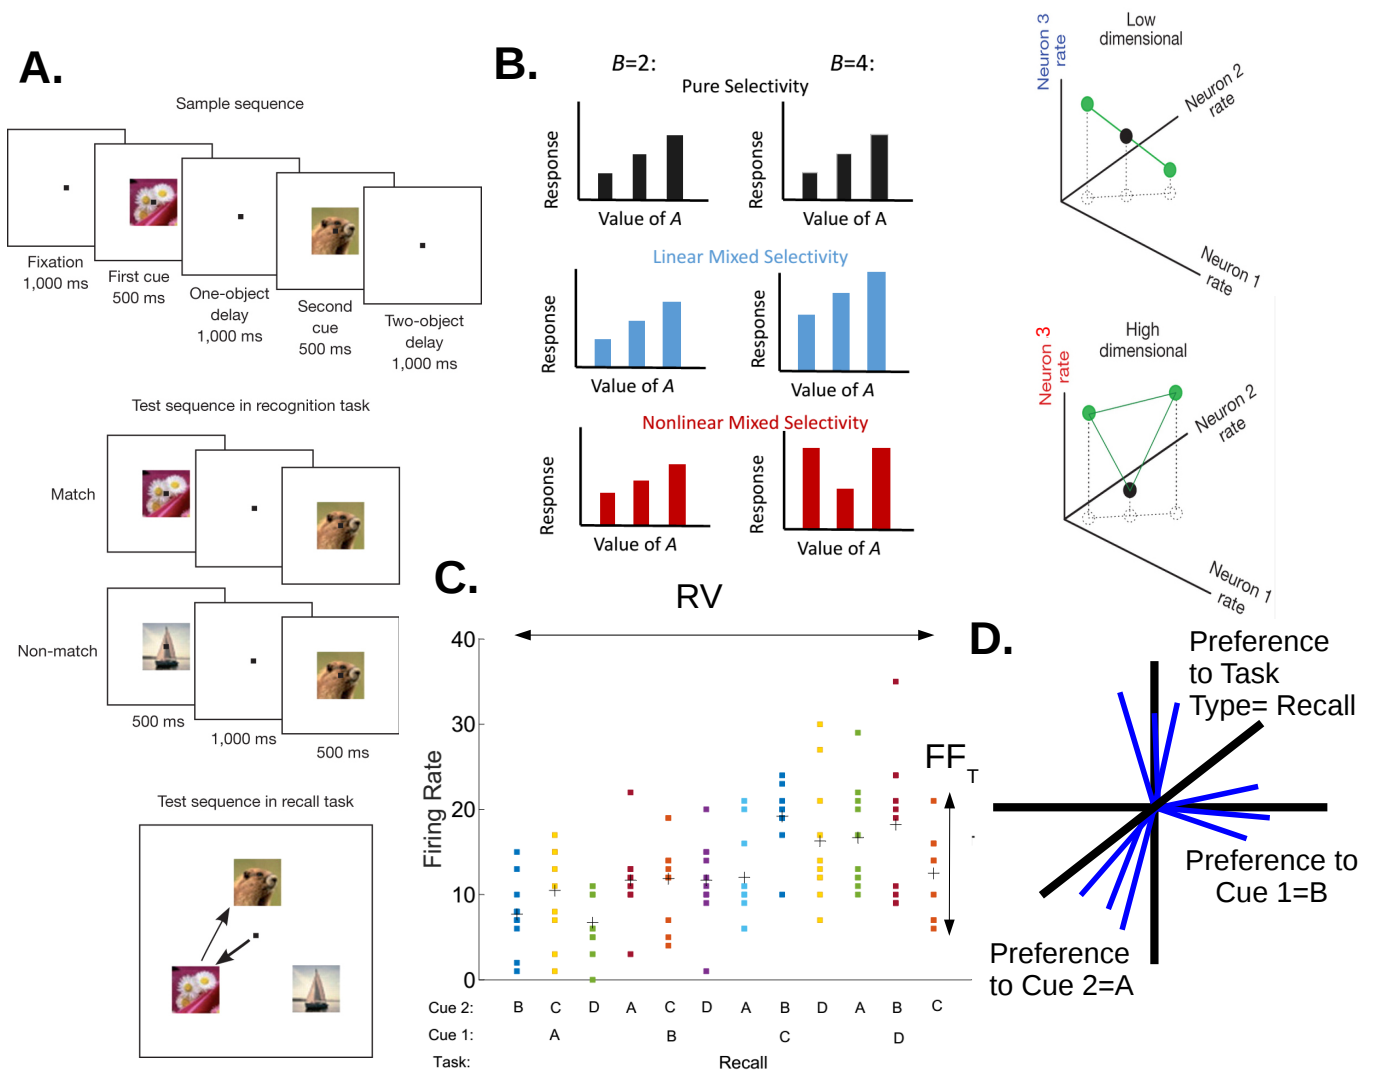 A.
Sample sequence
Fixation
1,000 ms
First cue
500 ms
One-object
delay
1,000 ms
Second
cue
500 ms
Two-object
delay
1,000 ms
Test sequence in recognition task
Match
Non-match
500 ms
1,000 ms
500 ms
Test sequence in recall task
B.
B=2:
B=4:
Pure Selectivity
Response
Value of A
Response
Value of A
Linear Mixed Selectivity
Response
Value of A
Response
Value of A
Nonlinear Mixed Selectivity
Response
Value of A
Response
Value of A
Neuron 3
rate
Low
dimensional
Neuron 2
rate
Neuron 1
rate
Neuron 3
rate
High
dimensional
Neuron 2
rate
Neuron 1
rate
C.
RV
Firing Rate
40
30
20
10
0
FF T
Cue 2: B C D A C D A B D A B C
Cue 1: A B C D
Task: Recall
D.
Preference
to Task
Type= Recall
Preference to
Cue 1=B
Preference
to Cue 2=A